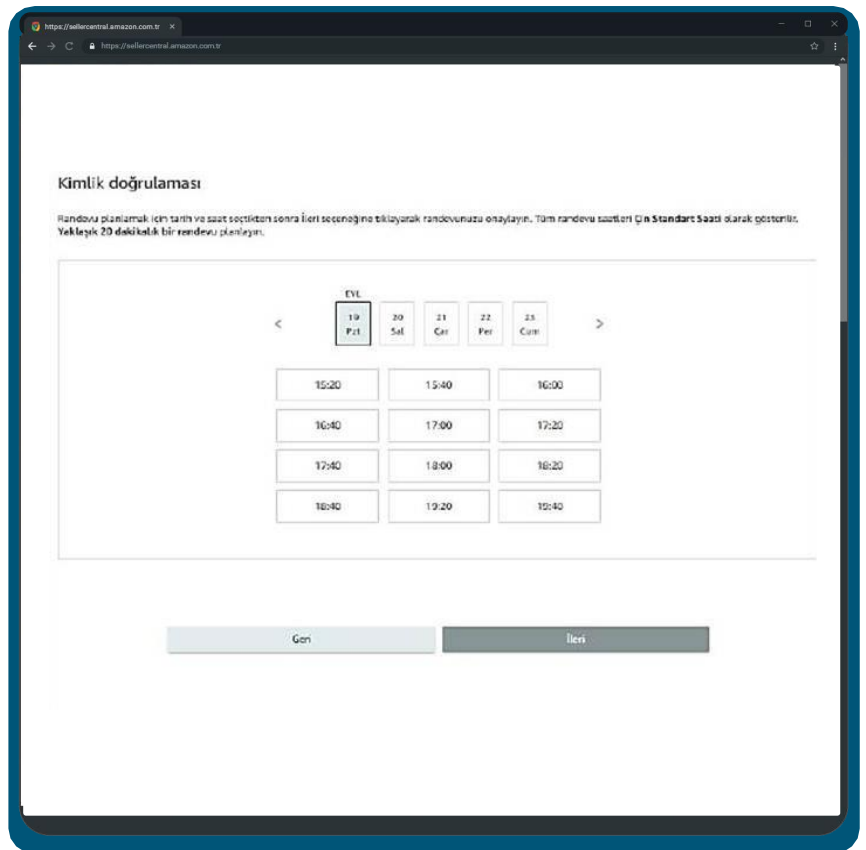 https://sellercentral.amazon.com.tr
https://sellercentral.amazon.com.tr
Kimlik doğrulaması
Randevu planlamak için tarih ve saat seçtikten sonra İleri seçeneğine tıklayarak randevunuzu onaylayın. Tüm randevu saatleri Çin Standart Saati olarak gösterilir.
Yaklaşık 20 dakikalık bir randevu planlayın.
EYL
19 20 21 22 23
Pzt Sal Çar Per Cum
15:20 15:40 16:00
16:40 17:00 17:20
17:40 18:00 18:20
18:40 19:20 19:40
Geri İleri